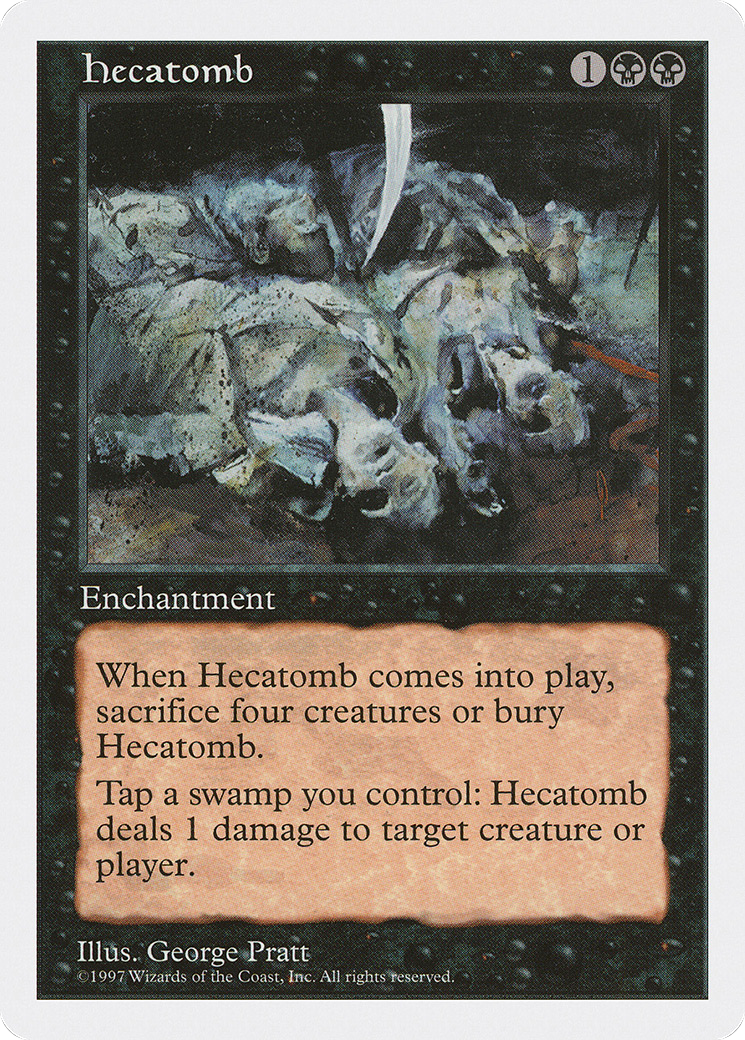 Hecatomb 1
Enchantment
When Hecatomb comes into play,
sacrifice four creatures or bury
Hecatomb.
Tap a swamp you control: Hecatomb
deals 1 damage to target creature or
player.
Illus. George Pratt
©1997 Wizards of the Coast, Inc. All rights reserved.